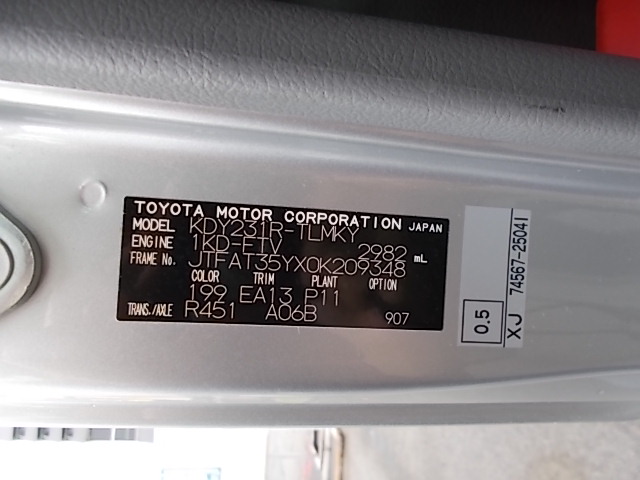 TOYOTA MOTOR CORPORATION JAPAN
MODEL KDY231R-TLMKY
ENGINE 1KD-FTV 2982 mL
FRAME No. JTFAT35YX0K209348
COLOR TRIM PLANT OPTION
199 EA13 P11
TRANS./AXLE R451 A06B 907
74567-25041
0.5 XJ